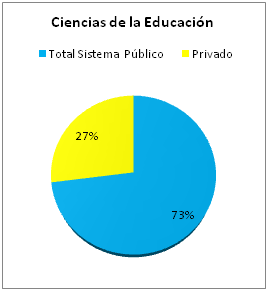 Ciencias de la Educación
Total Sistema Público Privado
27%
73%